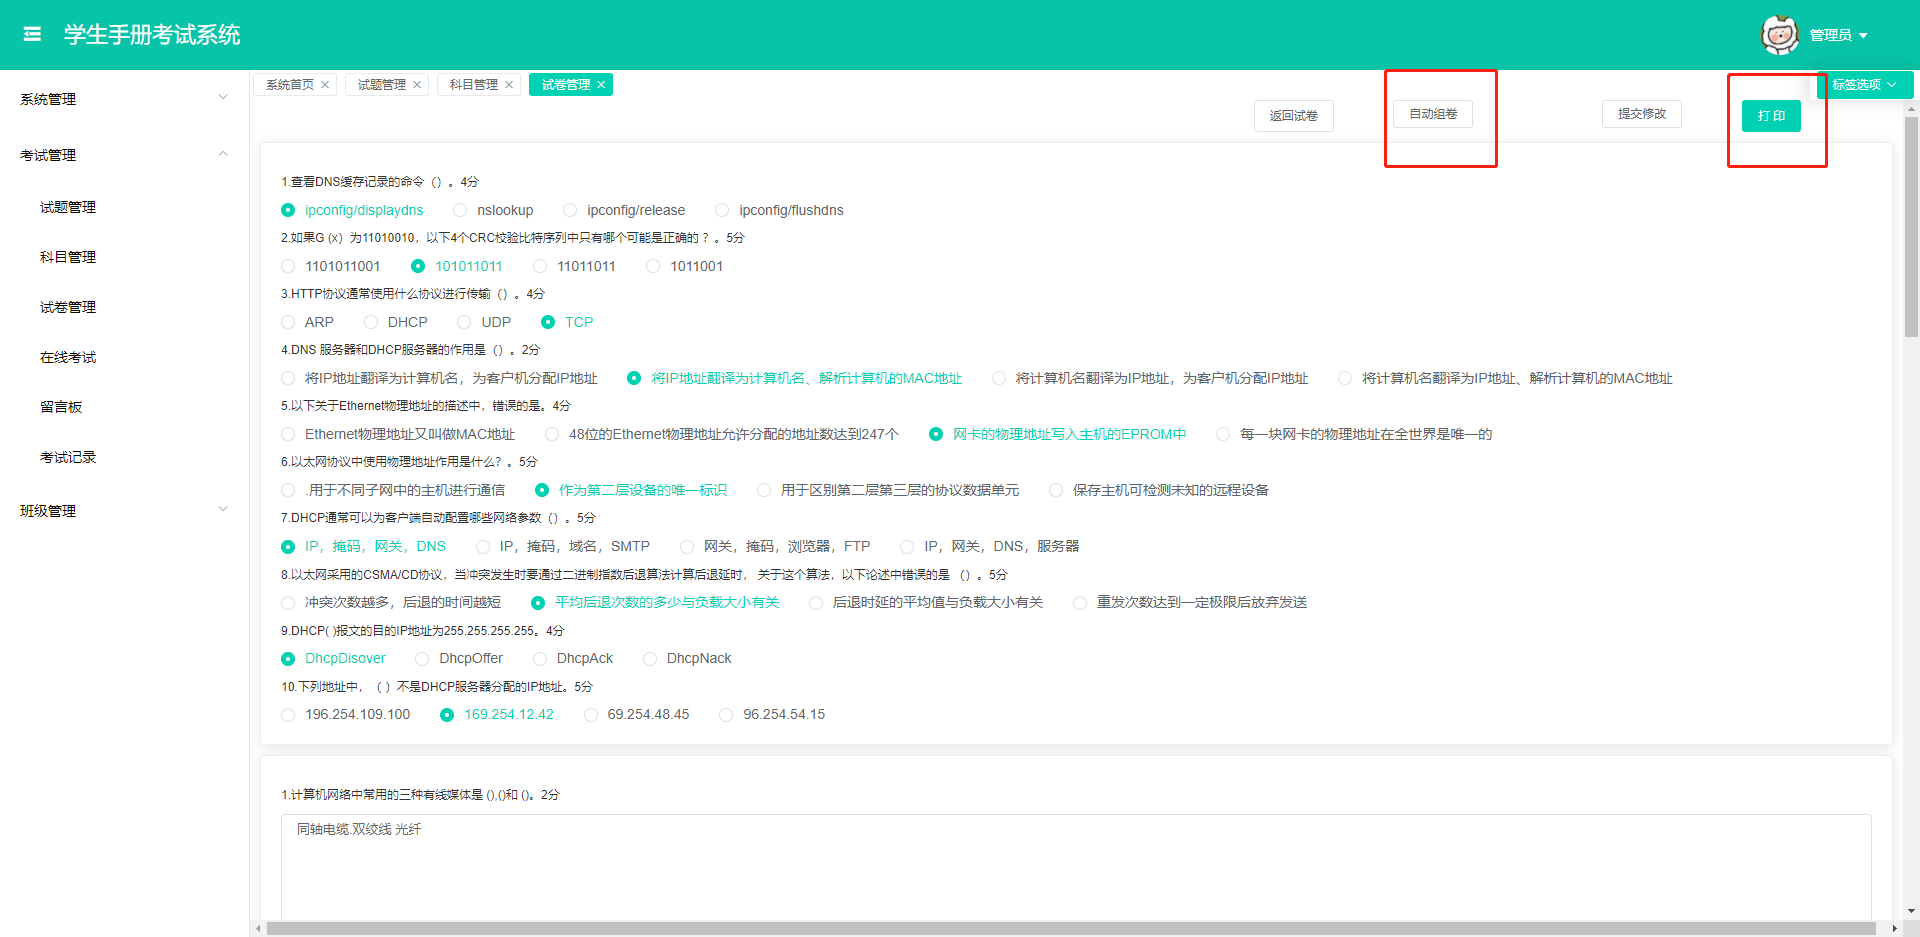 学生手册考试系统
管理员
系统管理
考试管理
试题管理
科目管理
试卷管理
在线考试
留言板
考试记录
班级管理
系统首页 试题管理 科目管理 试卷管理 标签选项
返回试卷 自动组卷 提交修改 打 印
1.查看DNS缓存记录的命令（）。4分
ipconfig/displaydns nslookup ipconfig/release ipconfig/flushdns
2.如果G (x）为11010010，以下4个CRC校验比特序列中只有哪个可能是正确的？。5分
1101011001 101011011 11011011 1011001
3.HTTP协议通常使用什么协议进行传输（）。4分
ARP DHCP UDP TCP
4.DNS 服务器和DHCP服务器的作用是（）。2分
将IP地址翻译为计算机名，为客户机分配IP地址 将IP地址翻译为计算机名、解析计算机的MAC地址 将计算机名翻译为IP地址，为客户机分配IP地址 将计算机名翻译为IP地址、解析计算机的MAC地址
5.以下关于Ethernet物理地址的描述中，错误的是。4分
Ethernet物理地址又叫做MAC地址 48位的Ethernet物理地址允许分配的地址数达到247个 网卡的物理地址写入主机的EPROM中 每一块网卡的物理地址在全世界是唯一的
6.以太网协议中使用物理地址作用是什么？。5分
.用于不同子网中的主机进行通信 作为第二层设备的唯一标识 用于区别第二层第三层的协议数据单元 保存主机可检测未知的远程设备
7.DHCP通常可以为客户端自动配置哪些网络参数（）。5分
IP，掩码，网关，DNS IP，掩码，域名，SMTP 网关，掩码，浏览器，FTP IP，网关，DNS，服务器
8.以太网采用的CSMA/CD协议，当冲突发生时要通过二进制指数后退算法计算后退延时， 关于这个算法，以下论述中错误的是 （）。5分
冲突次数越多，后退的时间越短 平均后退次数的多少与负载大小有关 后退时延的平均值与负载大小有关 重发次数达到一定极限后放弃发送
9.DHCP( )报文的目的IP地址为255.255.255.255。4分
DhcpDisover DhcpOffer DhcpAck DhcpNack
10.下列地址中，（ ）不是DHCP服务器分配的IP地址。5分
196.254.109.100 169.254.12.42 69.254.48.45 96.254.54.15
1.计算机网络中常用的三种有线媒体是 (),()和 ()。2分
同轴电缆.双绞线 光纤